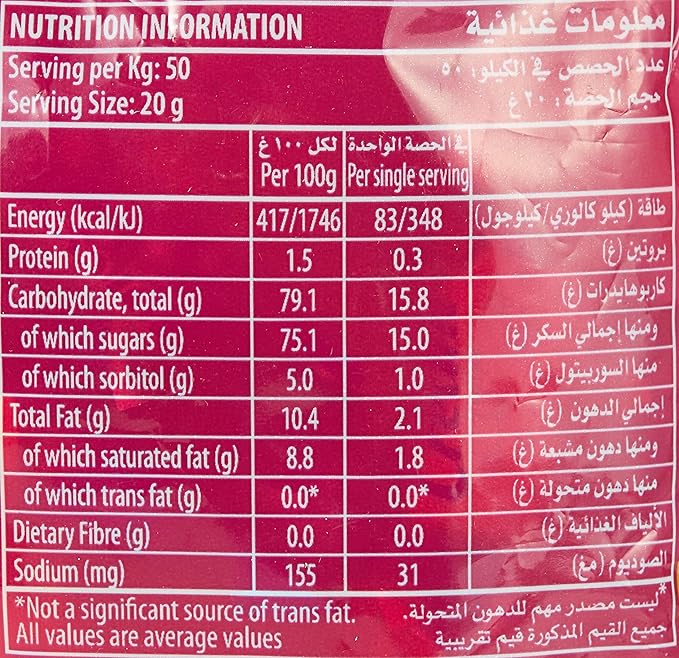 NUTRITION INFORMATION معلومات غذائية
Serving per Kg: 50 عدد الحصص في الكيلو: ٥٠
Serving Size: 20 g حجم الحصة: ٢٠ غ
لكل ١٠٠ غ في الحصة الواحدة
Per 100g Per single serving
Energy (kcal/kJ) 417/1746 83/348 طاقة (كيلو كالوري/كيلوجول)
Protein (g) 1.5 0.3 بروتين (غ)
Carbohydrate, total (g) 79.1 15.8 كاربوهايدرات (غ)
of which sugars (g) 75.1 15.0 ومنها إجمالي السكر (غ)
of which sorbitol (g) 5.0 1.0 منها السوربيتول (غ)
Total Fat (g) 10.4 2.1 إجمالي الدهون (غ)
of which saturated fat (g) 8.8 1.8 ومنها دهون مشبعة (غ)
of which trans fat (g) 0.0* 0.0* منها دهون متحولة (غ)
Dietary Fibre (g) 0.0 0.0 الألياف الغذائية (غ)
Sodium (mg) 155 31 الصوديوم (مغ)
*Not a significant source of trans fat. *ليست مصدر مهم للدهون المتحولة.
All values are average values جميع القيم المذكورة قيم تقريبية